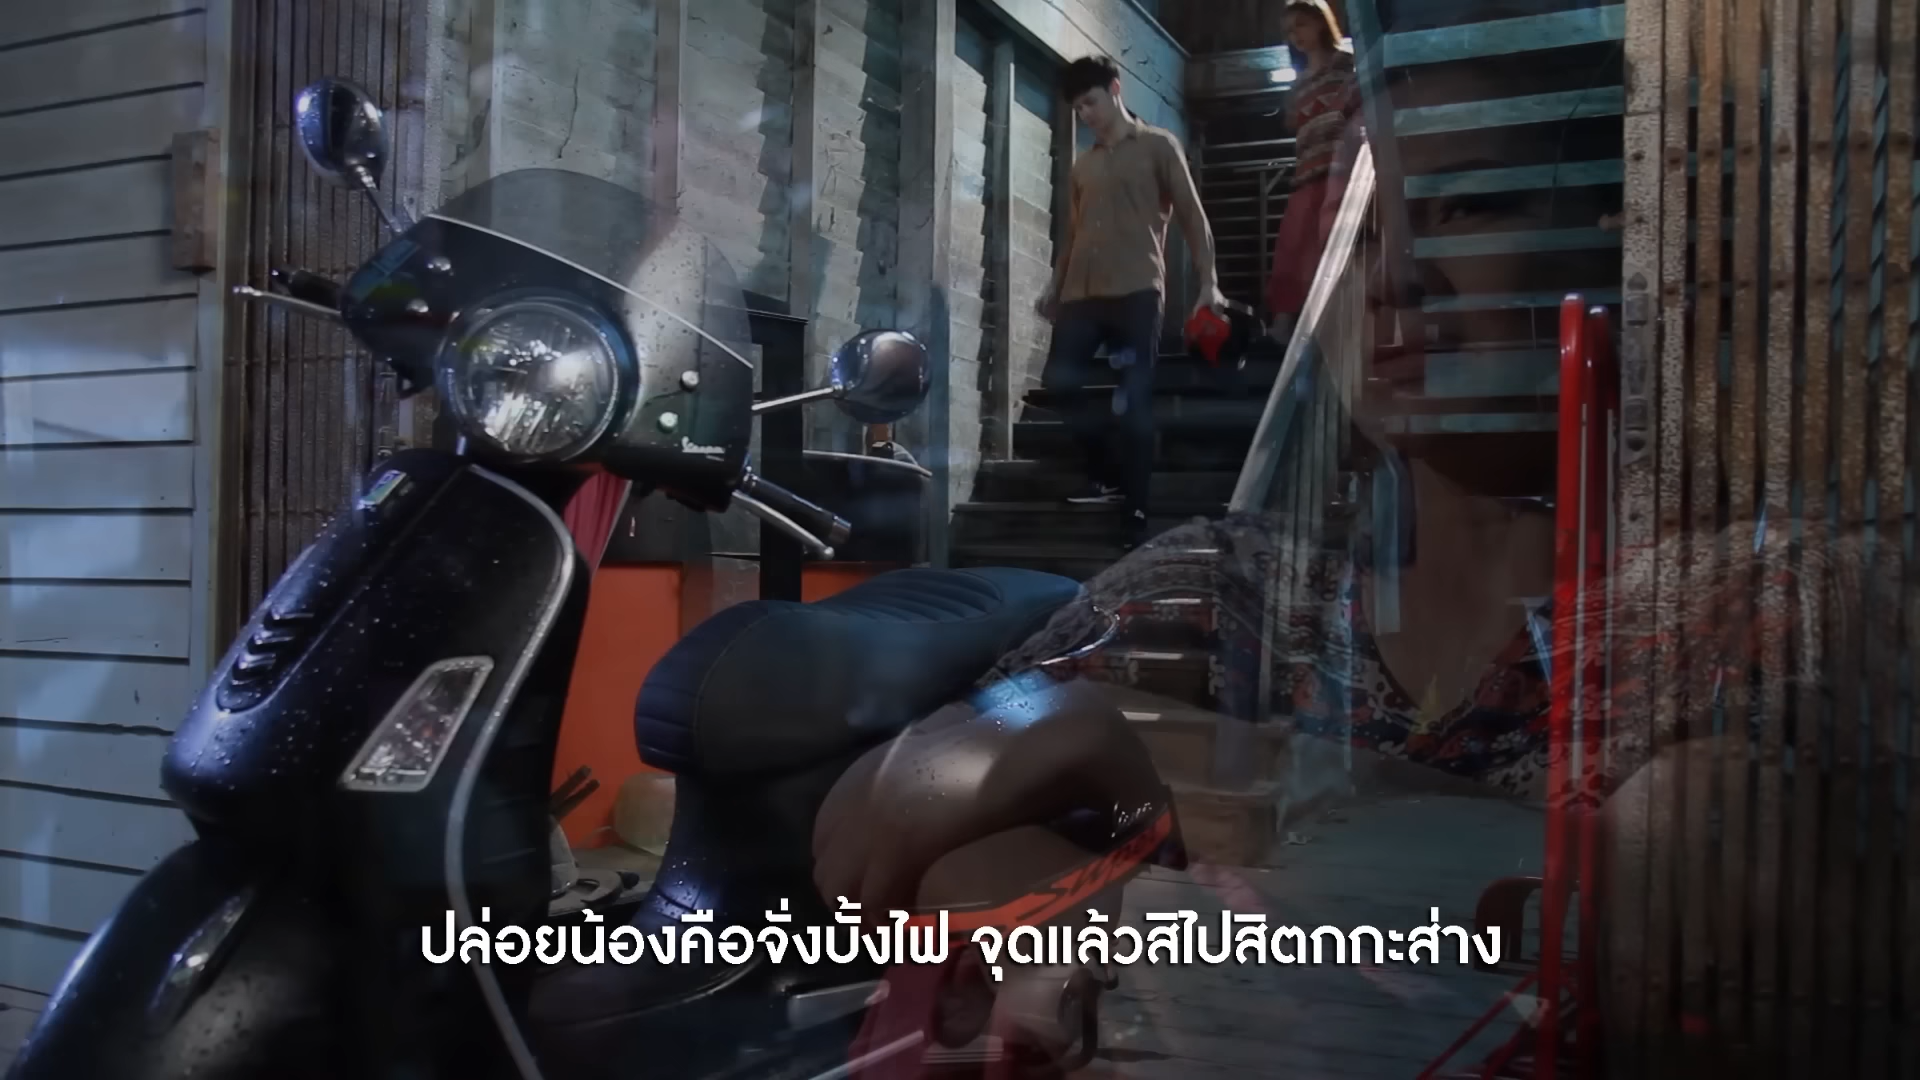 Vespa
ปล่อยน้องคือจั่งบั้งไฟ จุดแล้วสิไปสิตกกะส่าง